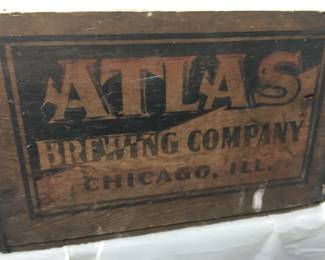 ATLAS
BREWING COMPANY
CHICAGO, ILL.